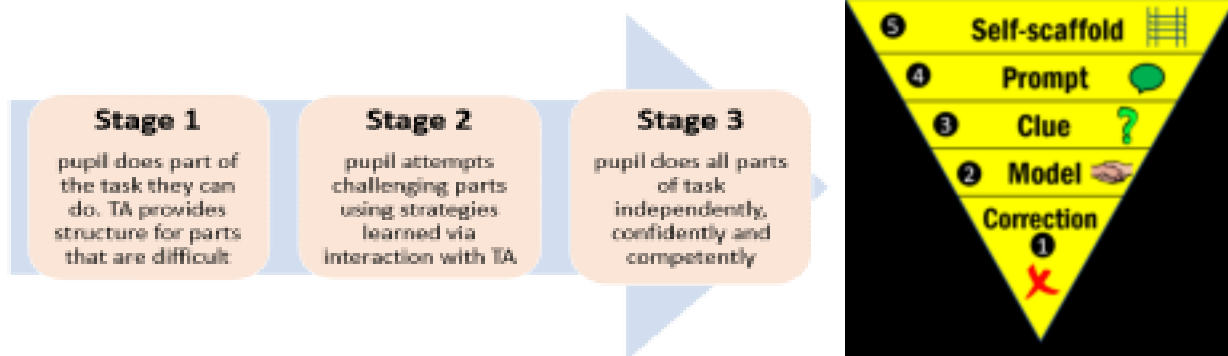 Stage 1
pupil does part of
the task they can
do. TA provides
structure for parts
that are difficult
Stage 2
pupil attempts
challenging parts
using strategies
learned via
interaction with TA
Stage 3
pupil does all parts
of task
independently,
confidently and
competently
5 Self-scaffold
4 Prompt
3 Clue ?
2 Model
Correction
1